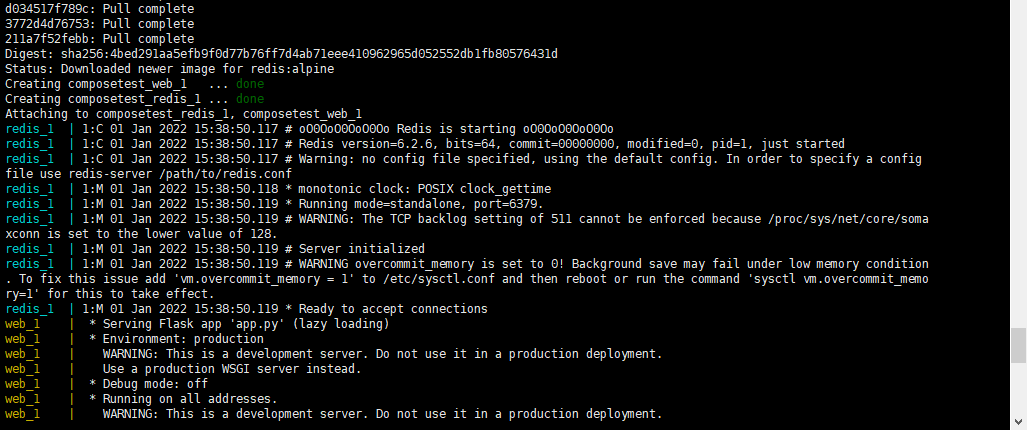 d034517f789c: Pull complete
3772d4d76753: Pull complete
211a7f52febb: Pull complete
Digest: sha256:4bed291aa5efb9f0d77b76ff7d4ab71eee410962965d052552db1fb80576431d
Status: Downloaded newer image for redis:alpine
Creating composetest_web_1   ... done
Creating composetest_redis_1 ... done
Attaching to composetest_redis_1, composetest_web_1
redis_1  | 1:C 01 Jan 2022 15:38:50.117 # oO0OoO0OoO0Oo Redis is starting oO0OoO0OoO0Oo
redis_1  | 1:C 01 Jan 2022 15:38:50.117 # Redis version=6.2.6, bits=64, commit=00000000, modified=0, pid=1, just started
redis_1  | 1:C 01 Jan 2022 15:38:50.117 # Warning: no config file specified, using the default config. In order to specify a config
file use redis-server /path/to/redis.conf
redis_1  | 1:M 01 Jan 2022 15:38:50.118 * monotonic clock: POSIX clock_gettime
redis_1  | 1:M 01 Jan 2022 15:38:50.119 * Running mode=standalone, port=6379.
redis_1  | 1:M 01 Jan 2022 15:38:50.119 # WARNING: The TCP backlog setting of 511 cannot be enforced because /proc/sys/net/core/soma
xconn is set to the lower value of 128.
redis_1  | 1:M 01 Jan 2022 15:38:50.119 # Server initialized
redis_1  | 1:M 01 Jan 2022 15:38:50.119 # WARNING overcommit_memory is set to 0! Background save may fail under low memory condition
. To fix this issue add 'vm.overcommit_memory = 1' to /etc/sysctl.conf and then reboot or run the command 'sysctl vm.overcommit_memo
ry=1' for this to take effect.
redis_1  | 1:M 01 Jan 2022 15:38:50.119 * Ready to accept connections
web_1    |  * Serving Flask app 'app.py' (lazy loading)
web_1    |  * Environment: production
web_1    |    WARNING: This is a development server. Do not use it in a production deployment.
web_1    |    Use a production WSGI server instead.
web_1    |  * Debug mode: off
web_1    |  * Running on all addresses.
web_1    |    WARNING: This is a development server. Do not use it in a production deployment.